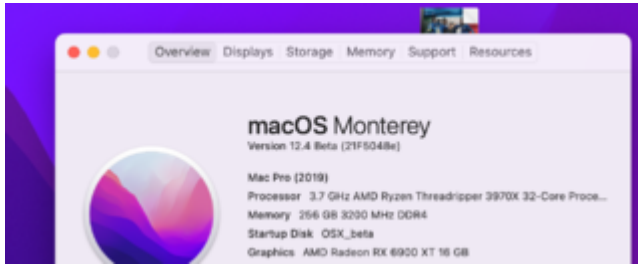 Overview Displays Storage Memory Support Resources
macOS Monterey
Version 12.4 Beta (21F5048e)
Mac Pro (2019)
Processor 3.7 GHz AMD Ryzen Threadripper 3970X 32-Core Proce...
Memory 256 GB 3200 MHz DDR4
Startup Disk OSX_beta
Graphics AMD Radeon RX 6900 XT 16 GB